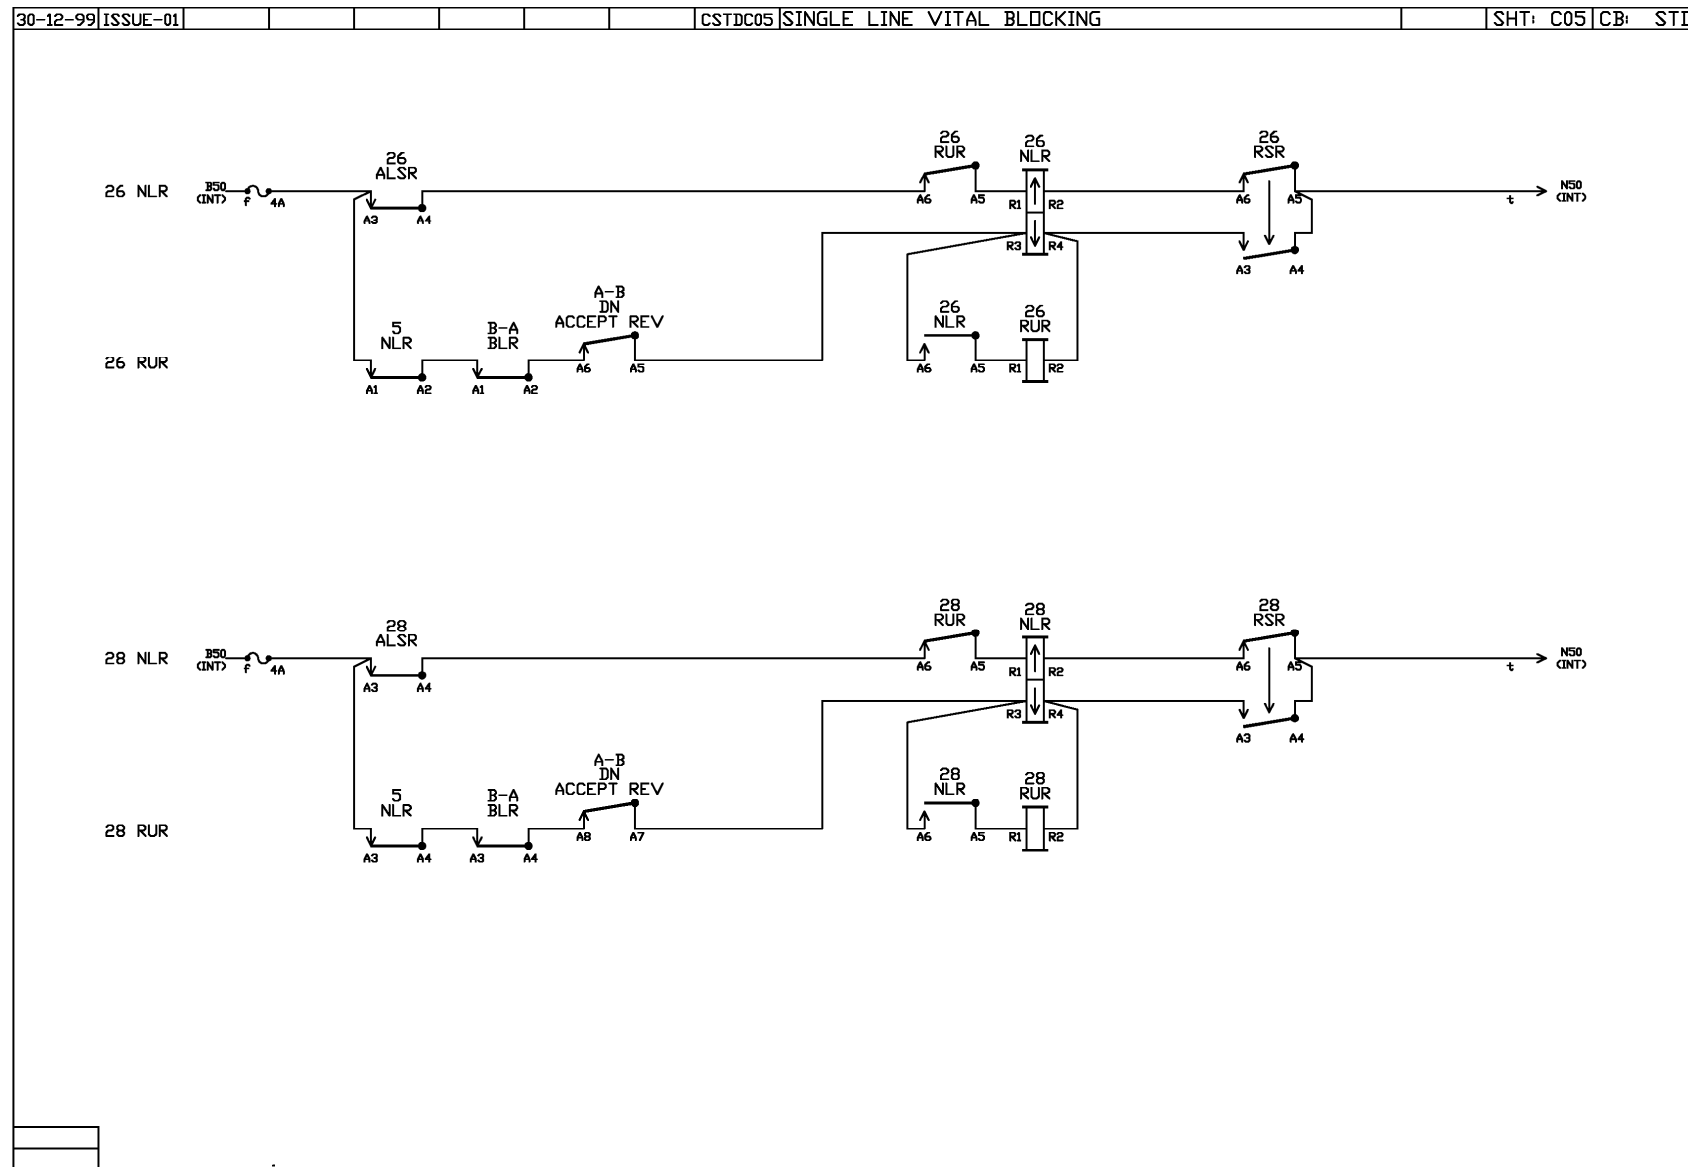 30-12-99 ISSUE-01 CSTDC05 SINGLE LINE VITAL BLOCKING SHT: C05 CB: STD
26 NLR
B50
(INT)
f 4A
26
ALSR
A3 A4
26
RUR
A6 A5
26
NLR
R1 R2
R3 R4
26
RSR
A6 A5
A3 A4
t
N50
(INT)
26 RUR
5
NLR
A1 A2
B-A
BLR
A1 A2
A-B
DN
ACCEPT REV
A6 A5
26
NLR
A6 A5
26
RUR
R1 R2
28 NLR
B50
(INT)
f 4A
28
ALSR
A3 A4
28
RUR
A6 A5
28
NLR
R1 R2
R3 R4
28
RSR
A6 A5
A3 A4
t
N50
(INT)
28 RUR
5
NLR
A3 A4
B-A
BLR
A3 A4
A-B
DN
ACCEPT REV
A8 A7
28
NLR
A6 A5
28
RUR
R1 R2